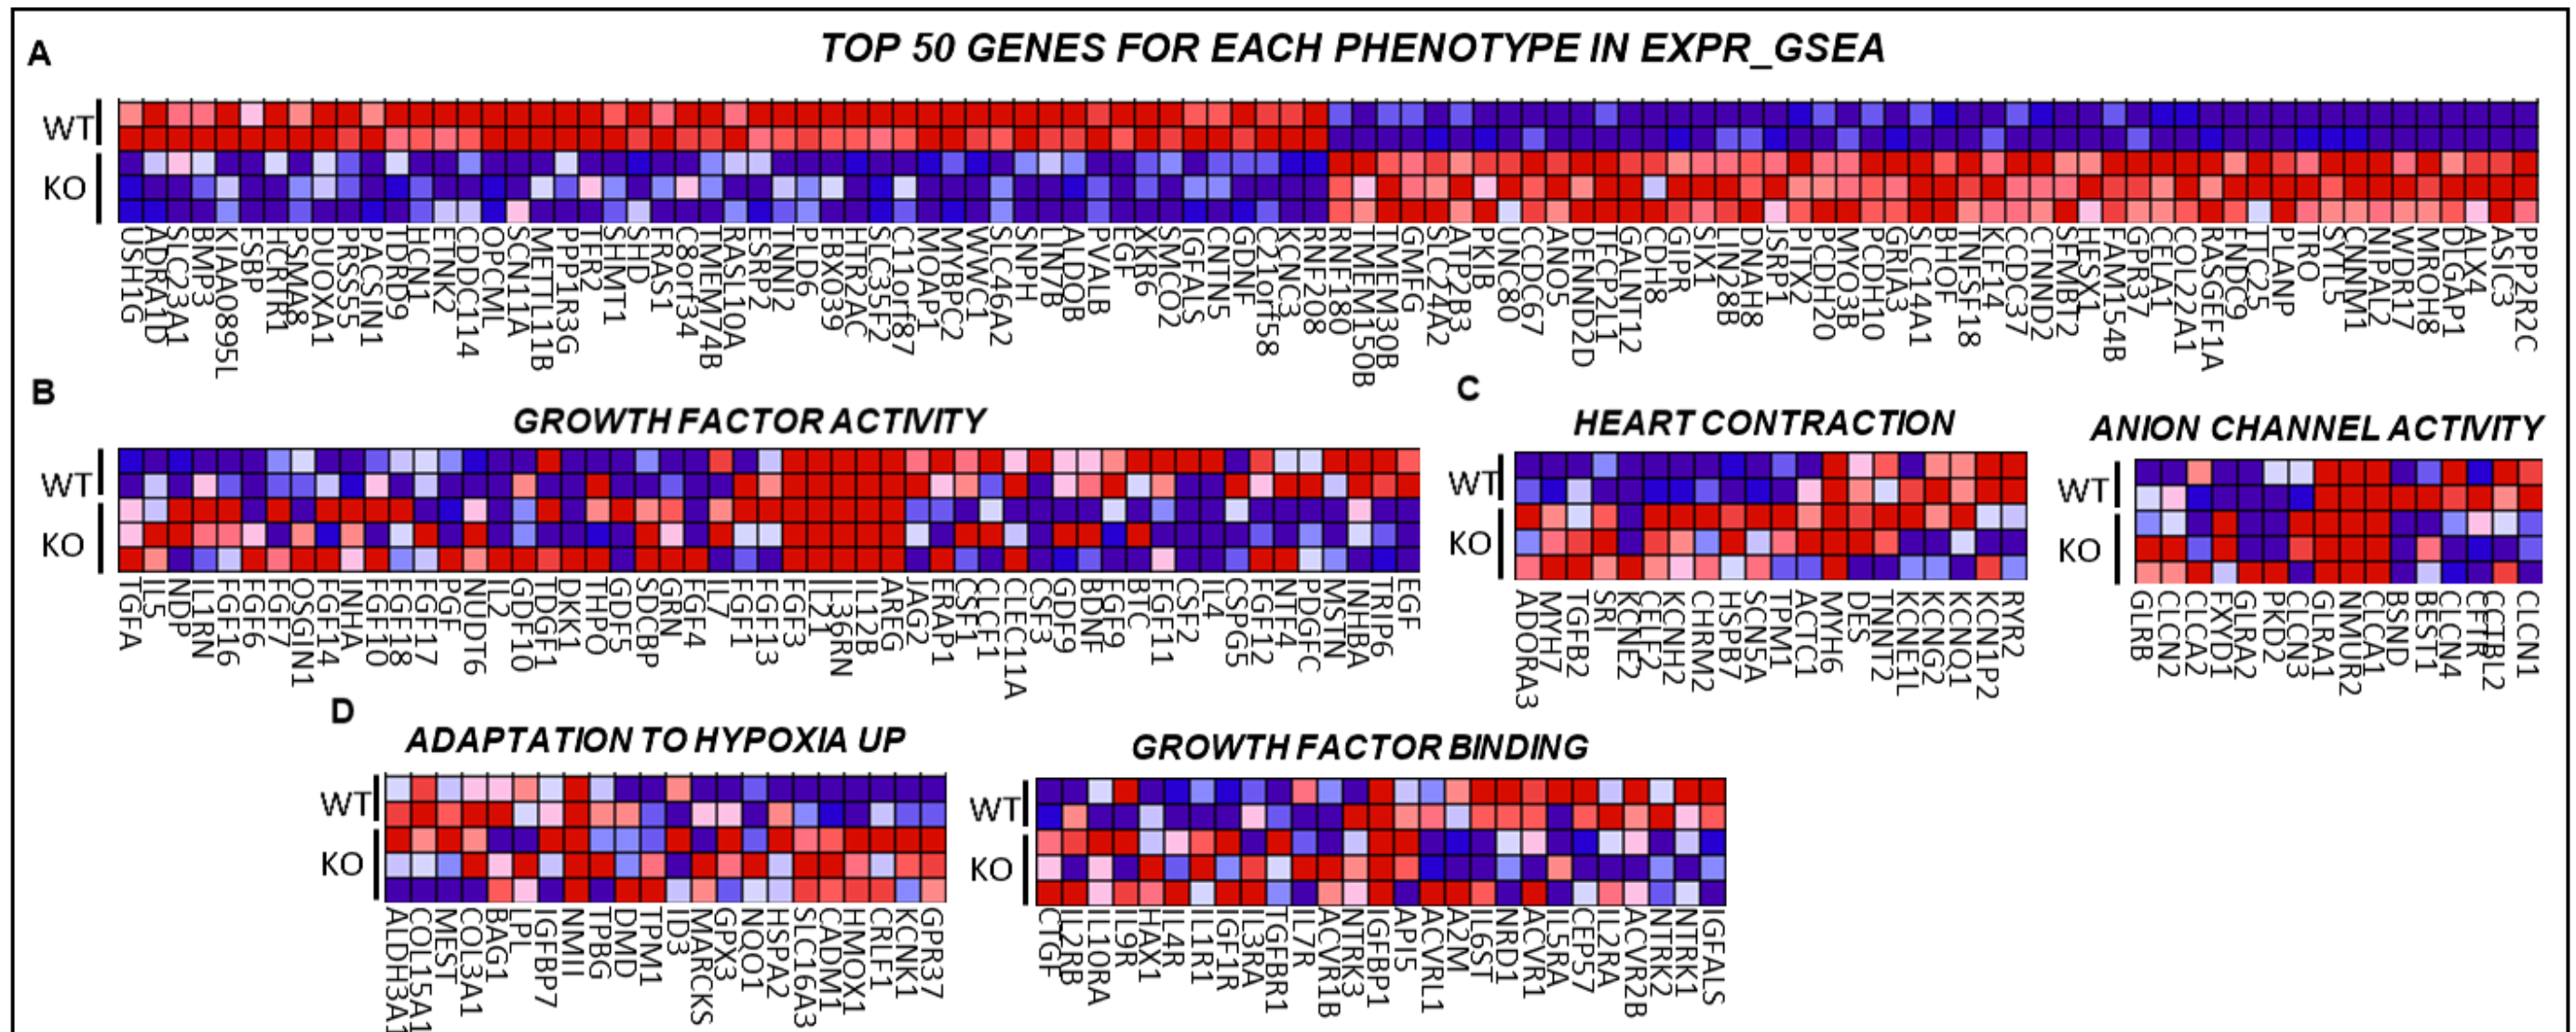 A
TOP 50 GENES FOR EACH PHENOTYPE IN EXPR_GSEA
WT
KO
USH1G ADRA1D SLC23A1 BMP3 KIAA0895L FSBP HCRTR1 PSMA8 DUOXA1 PRSS55 PACSIN1 TDRD9 HCN1 ETNK2 CDDC114 OPCML SCN11A METTL11B PPP1R3G TFR2 SHMT1 SHD FRAS1 C8orf34 TMEM74B RASL10A ESRP2 TNNI2 PLD6 FBXO39 HTR2AC SLC35F2 C11orf87 MOAP1 MYBPC2 WWC1 SLC46A2 SNPH LIN7B ALDOB PVALB EGF XKR6 SMCO2 IGFALS CNTN5 GDNF C21orf58 KCNC3 RNF208 RNF180 TMEM150B TMEM30B GMFG SLC24A2 ATP2B3 PKIB UNC80 CCDC67 ANO5 DENND2D TFCP2L1 GALNT12 CDH8 GIPR SIX1 LIN28B DNAH8 JSRP1 PITX2 PCDH20 MYO3B PCDH10 GRIA3 SLC14A1 BHOF TNFSF18 KLF14 CCDC37 CTNND2 SFMBT2 HESX1 FAM154B GPR37 CELA1 COL22A1 RASGEF1A FNDC9 TTC25 PLANP TRO SYTL5 CNNM1 NIPAL2 WDR17 MROH8 DLGAP1 ALX4 ASIC3 PPP2R2C
B
GROWTH FACTOR ACTIVITY
WT
KO
TGFA IL5 NDP IL1RN FGF16 FGF6 FGF7 OSGIN1 FGF14 INHA FGF10 FGF18 FGF17 PGF NUDT6 IL2 GDF10 TDGF1 DKK1 THPO GDF5 SDCBP GRN FGF4 IL7 FGF1 FGF13 FGF3 IL21 IL36RN IL12B AREG JAG2 ERAP1 CSF1 CLCF1 CLEC11A CSF3 GDF9 BDNF FGF9 BTC FGF11 CSF2 IL4 CSPG5 FGF12 NTF4 PDGFC MSTN INHBA TRIP6 EGF
C
HEART CONTRACTION
WT
KO
ADORA3 MYH7 TGFB2 SRI KCNE2 CELF2 KCNH2 CHRM2 HSPB7 SCN5A TPM1 ACTC1 MYH6 DES TNNT2 KCNE1L KCNG2 KCNQ1 KCN1P2 RYR2
ANION CHANNEL ACTIVITY
WT
KO
GLRB CLCN2 CLCA2 FXYD1 GLRA2 PKD2 CLCN3 GLRA1 NMUR2 CLCA1 BSND BEST1 CLCN4 CFTR CCTBL2 CLCN1
D
ADAPTATION TO HYPOXIA UP
WT
KO
ALDH3A1 COL15A1 MEST COL3A1 BAG1 LPL IGFBP7 NMII TPBG DMD TPM1 ID3 MARCKS GPX3 NQO1 HSPA2 SLC16A3 CADM1 HMOX1 CRLF1 KCNK1 GPR37
GROWTH FACTOR BINDING
WT
KO
CTGF IL2RB IL10RA IL9R HAX1 IL4R IL1R1 IGF1R IL3RA TGFBR1 IL7R ACVR1B NTRK3 IGFBP1 API5 ACVRL1 A2M IL6ST NRD1 ACVR1 IL5RA CEP57 IL2RA ACVR2B NTRK2 NTRK1 IGFALS